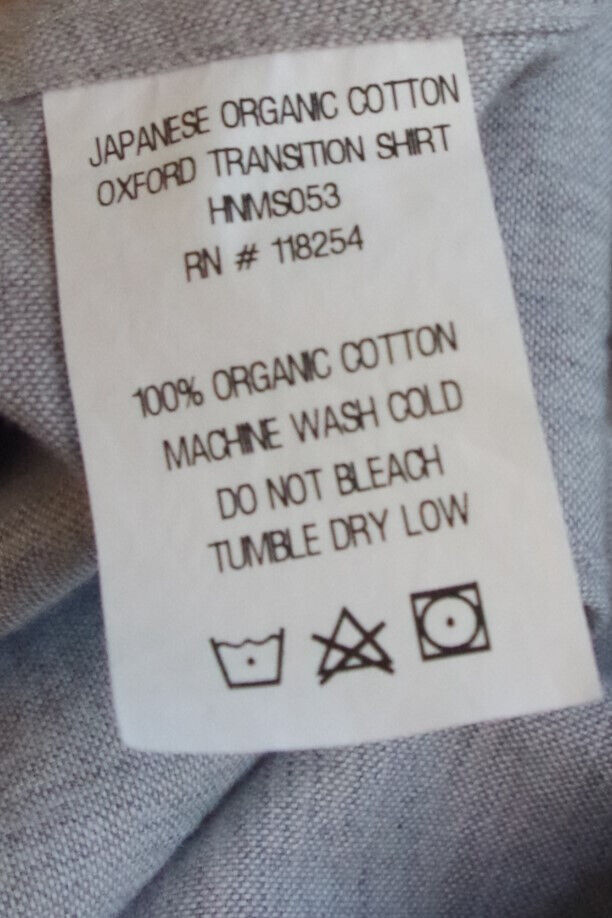 JAPANESE ORGANIC COTTON
OXFORD TRANSITION SHIRT
HNMS053
RN # 118254
100% ORGANIC COTTON
MACHINE WASH COLD
DO NOT BLEACH
TUMBLE DRY LOW